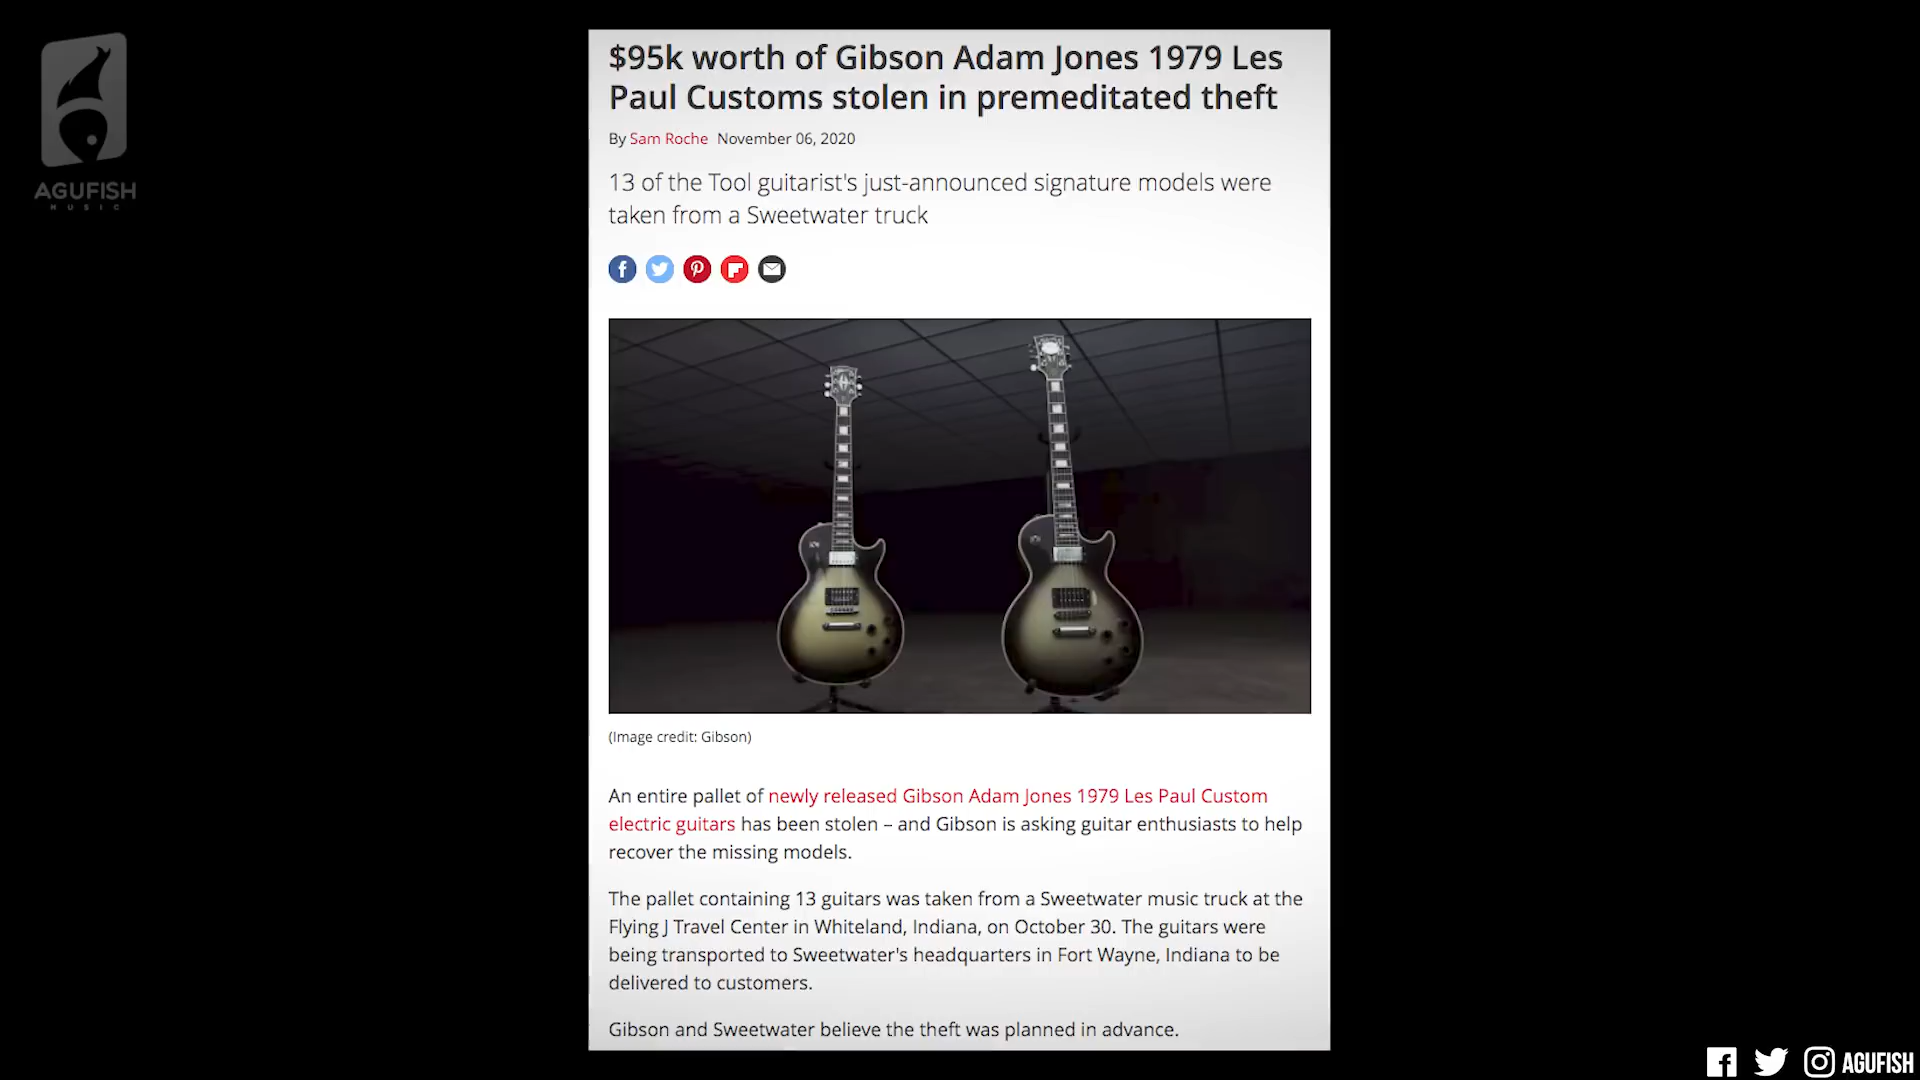 AGUFISH
MUSIC
$95k worth of Gibson Adam Jones 1979 Les
Paul Customs stolen in premeditated theft
By Sam Roche November 06, 2020
13 of the Tool guitarist's just-announced signature models were
taken from a Sweetwater truck
(Image credit: Gibson)
An entire pallet of newly released Gibson Adam Jones 1979 Les Paul Custom
electric guitars has been stolen – and Gibson is asking guitar enthusiasts to help
recover the missing models.
The pallet containing 13 guitars was taken from a Sweetwater music truck at the
Flying J Travel Center in Whiteland, Indiana, on October 30. The guitars were
being transported to Sweetwater's headquarters in Fort Wayne, Indiana to be
delivered to customers.
Gibson and Sweetwater believe the theft was planned in advance.
AGUFISH